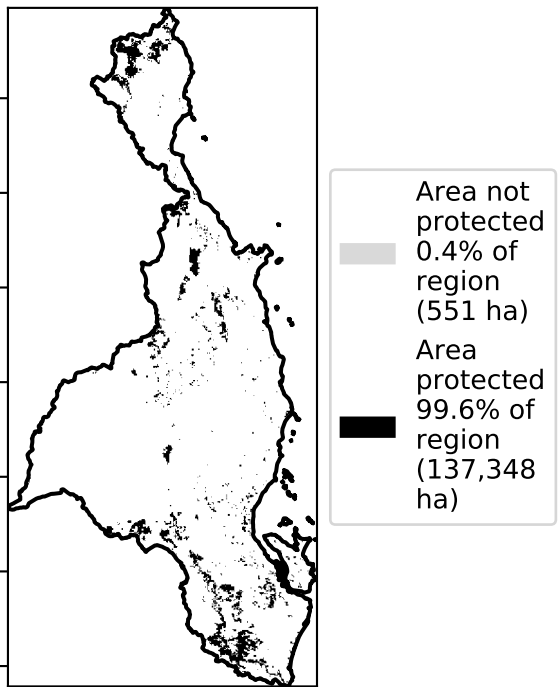 Area not
protected
0.4% of
region
(551 ha)
Area
protected
99.6% of
region
(137,348
ha)